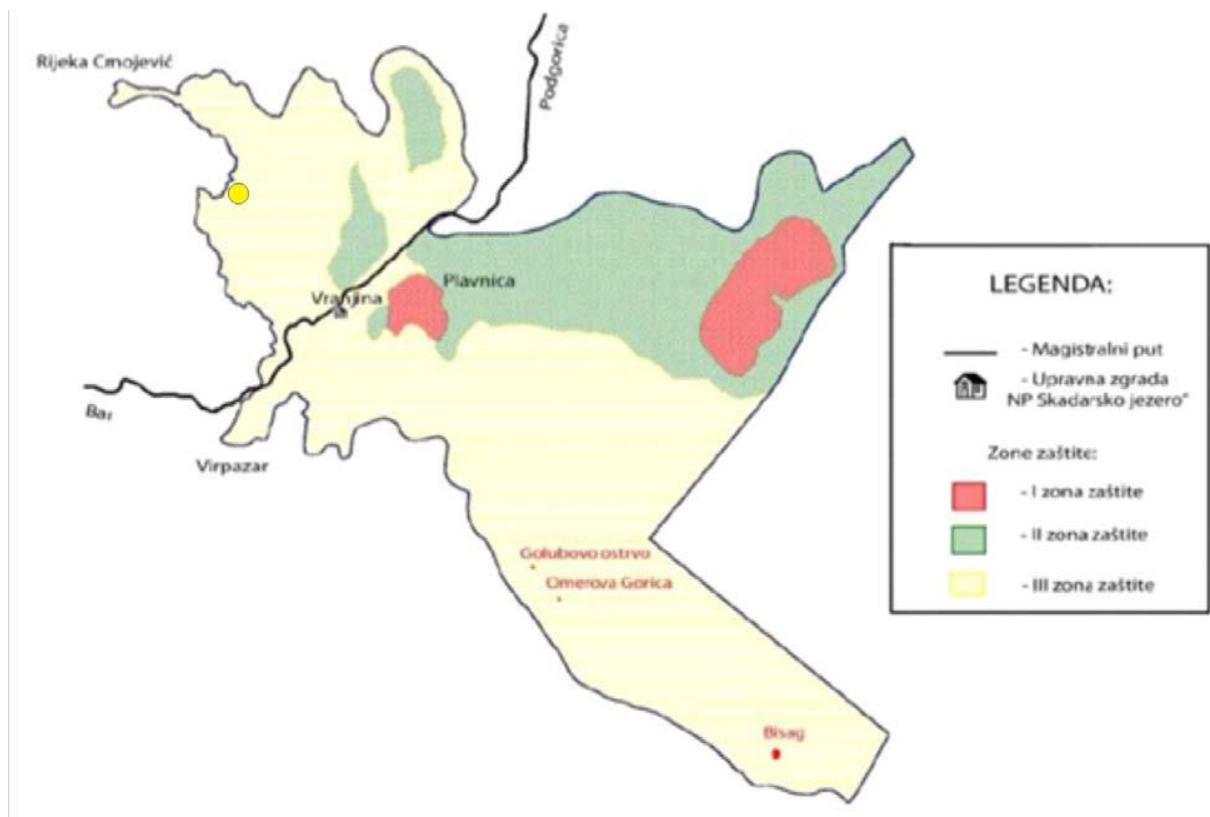 Rijeka Crnojević
Podgorica
Plavnica
Vranjina
Bar
Virpazar
Golubovo ostrvo
Omerova Gorica
Bisag
LEGENDA:
- Magistralni put
- Upravna zgrada
NP Skadarsko jezero"
Zone zaštite:
- I zona zaštite
- II zona zaštite
- III zona zaštite